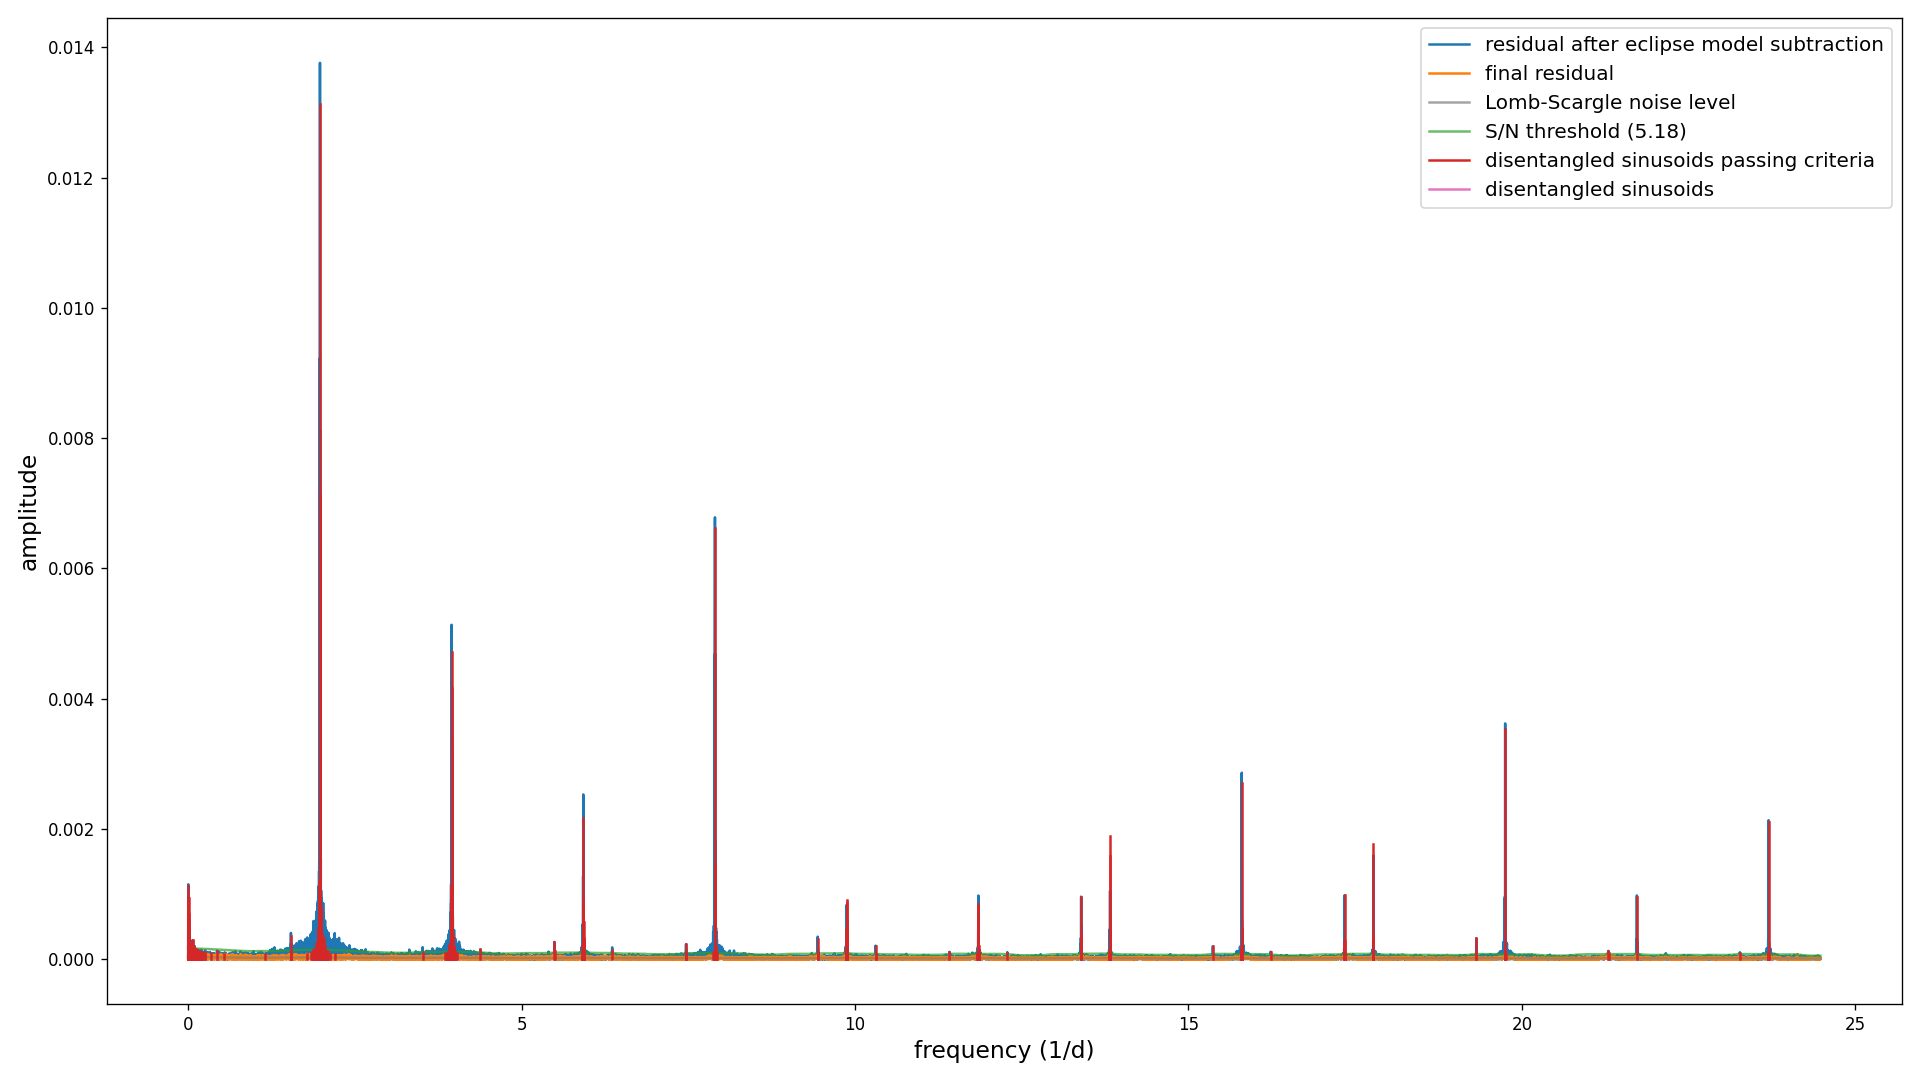 0.014
0.012
0.010
0.008
0.006
0.004
0.002
0.000
amplitude
residual after eclipse model subtraction
final residual
Lomb-Scargle noise level
S/N threshold (5.18)
disentangled sinusoids passing criteria
disentangled sinusoids
0 5 10 15 20 25
frequency (1/d)